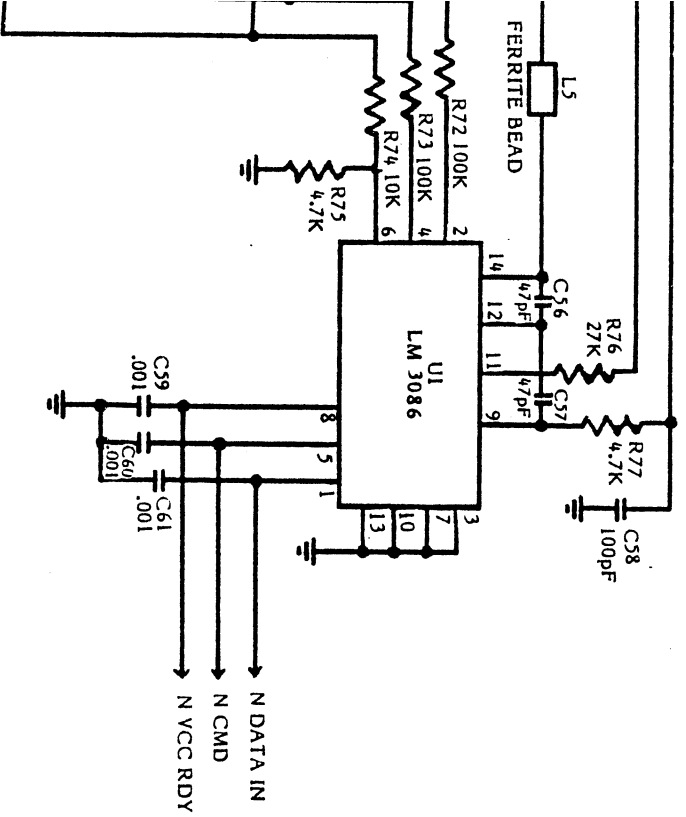 L5
FERRITE BEAD
R72 100K
R73 100K
R74 10K
R75
4.7K
6
4
2
14
C56
47pF
12
R76
27K
11
U1
LM 3086
C57
47pF
9
R77
4.7K
C59
.001
8
C60
.001
5
C61
.001
1
13
10
7
3
C58
100pF
N VCC RDY
N CMD
N DATA IN